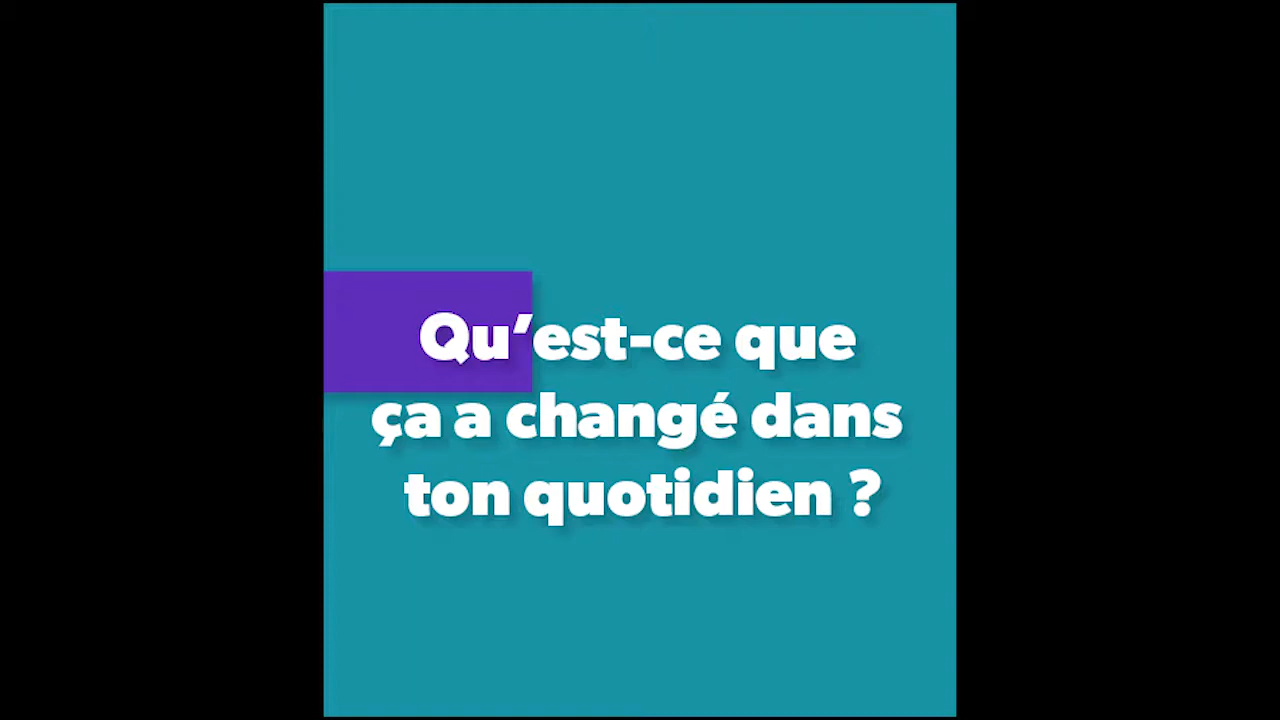 Qu’est-ce que
ça a changé dans
ton quotidien ?